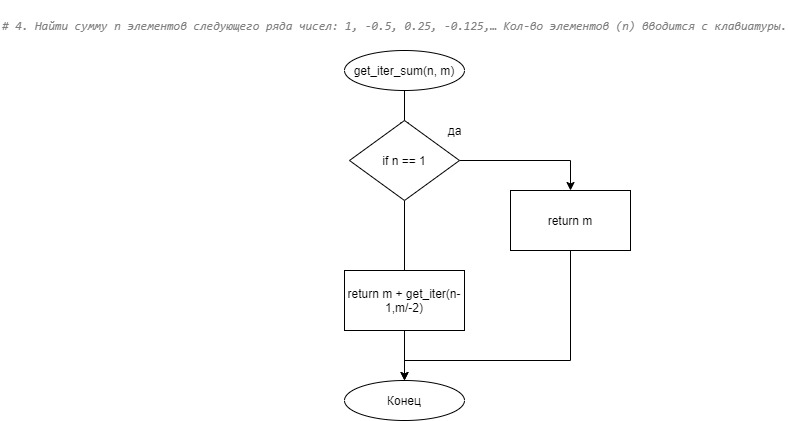 # 4. Найти сумму n элементов следующего ряда чисел: 1, -0.5, 0.25, -0.125,… Кол-во элементов (n) вводится с клавиатуры.
get_iter_sum(n, m)
да
if n == 1
return m
return m + get_iter(n-
1,m/-2)
Конец